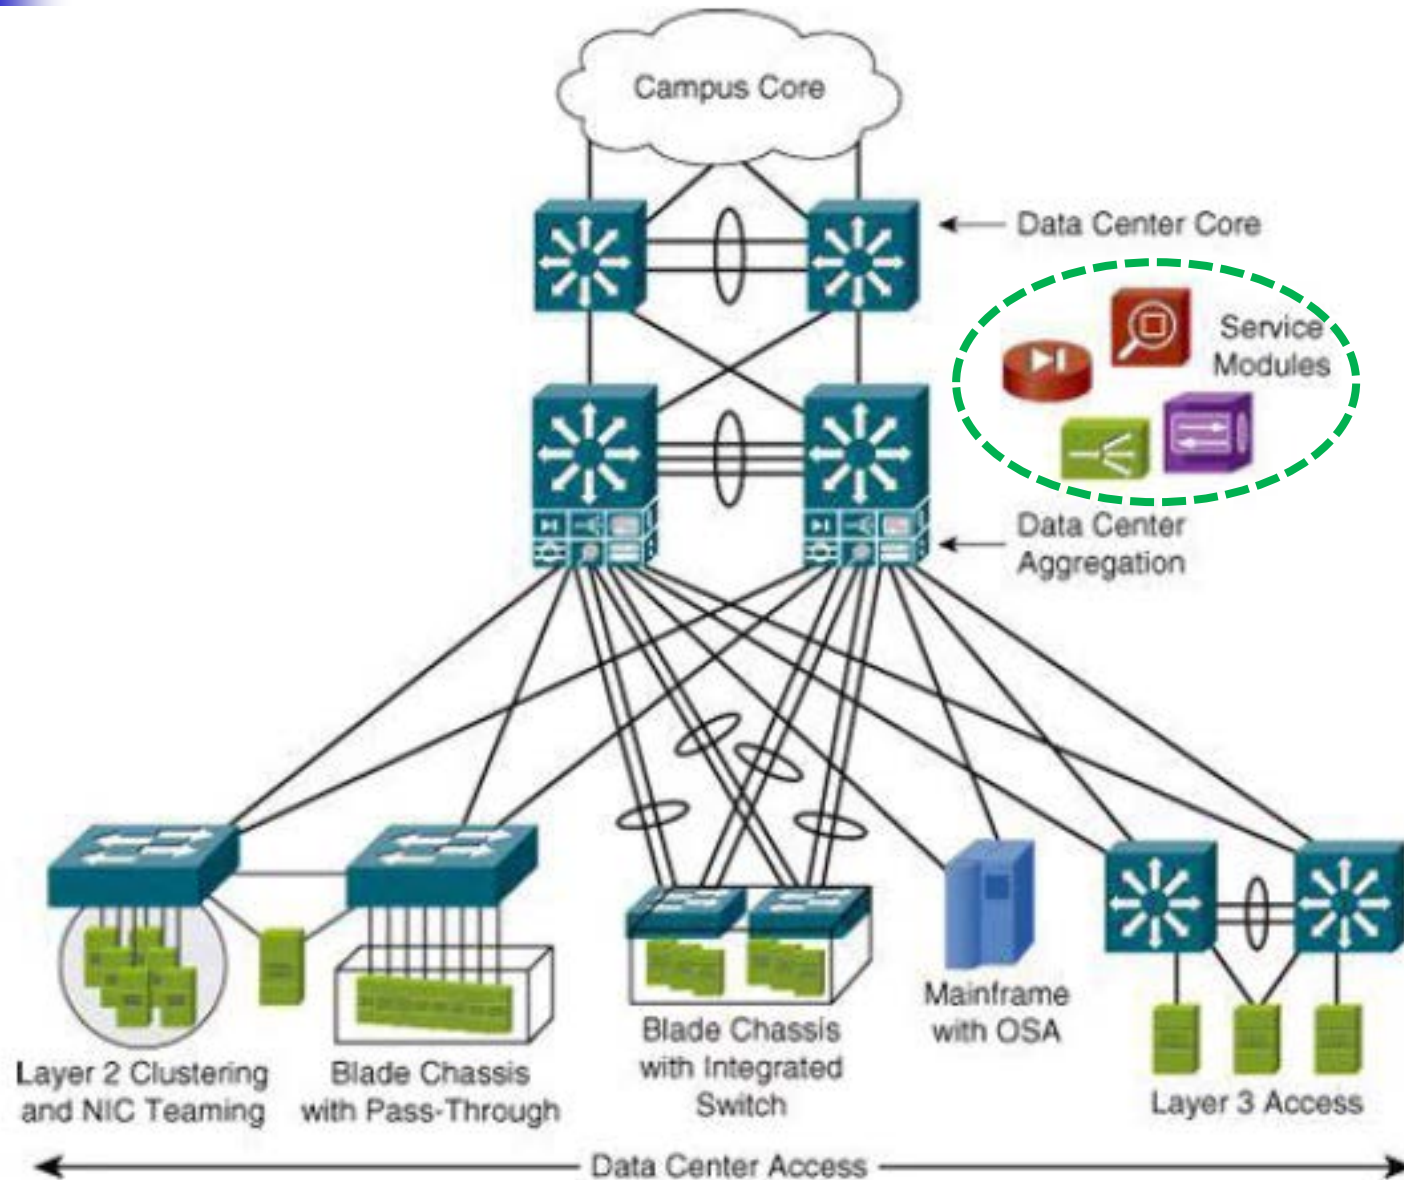 Campus Core
Data Center Core
Service
Modules
Data Center
Aggregation
Mainframe
with OSA
Blade Chassis
with Integrated
Switch
Layer 2 Clustering
and NIC Teaming
Blade Chassis
with Pass-Through
Layer 3 Access
Data Center Access